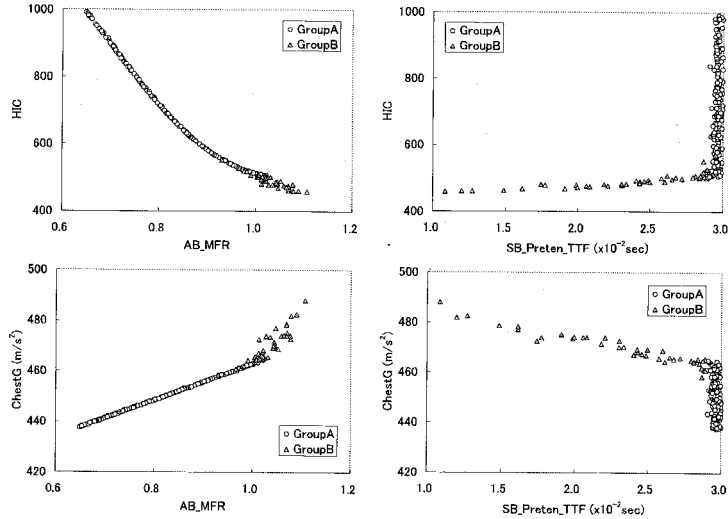 1000
800
600
400
HIC
GroupA
GroupB
0.6
0.8
1.0
1.2
AB_MFR
1000
800
600
400
HIC
GroupA
GroupB
1.0
1.5
2.0
2.5
3.0
SB_Preten_TTF (x10⁻²sec)
500
480
460
440
420
ChestG (m/s²)
GroupA
GroupB
0.6
0.8
1.0
1.2
AB_MFR
500
480
460
440
420
ChestG (m/s²)
GroupA
GroupB
1.0
1.5
2.0
2.5
3.0
SB_Preten_TTF (x10⁻²sec)